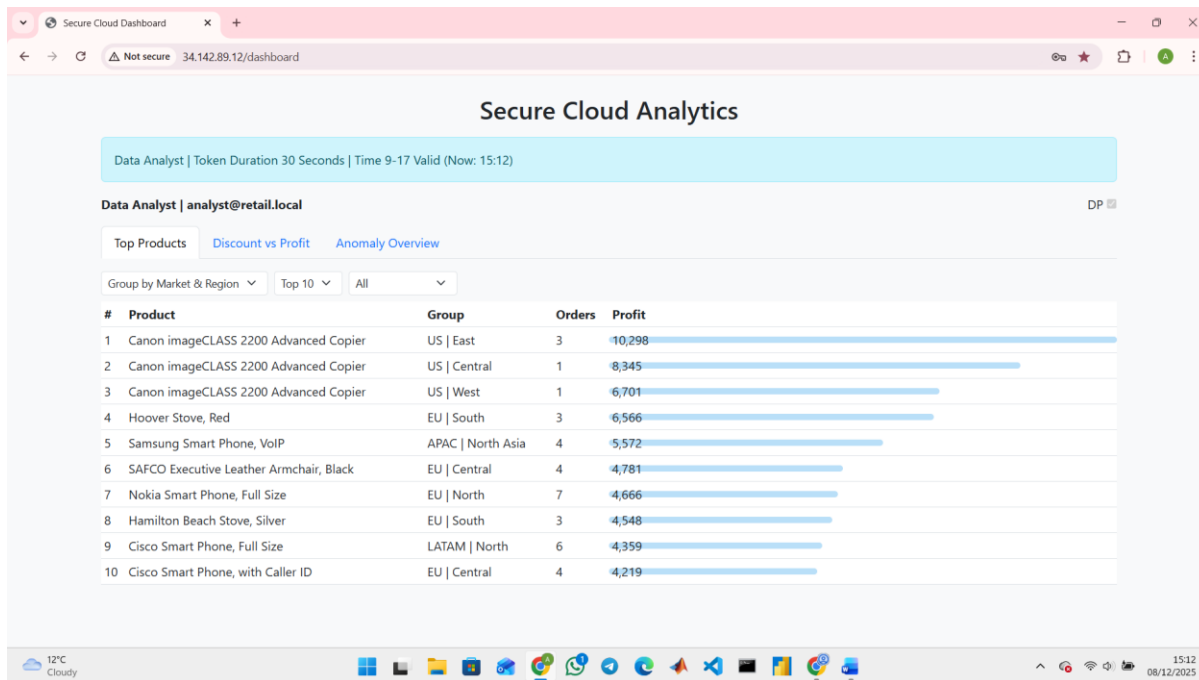 Secure Cloud Dashboard
Not secure 34.142.89.12/dashboard
A
Secure Cloud Analytics
Data Analyst | Token Duration 30 Seconds | Time 9-17 Valid (Now: 15:12)
Data Analyst | analyst@retail.local DP
Top Products Discount vs Profit Anomaly Overview
Group by Market & Region Top 10 All
# Product Group Orders Profit
1 Canon imageCLASS 2200 Advanced Copier US | East 3 10,298
2 Canon imageCLASS 2200 Advanced Copier US | Central 1 8,345
3 Canon imageCLASS 2200 Advanced Copier US | West 1 6,701
4 Hoover Stove, Red EU | South 3 6,566
5 Samsung Smart Phone, VoIP APAC | North Asia 4 5,572
6 SAFCO Executive Leather Armchair, Black EU | Central 4 4,781
7 Nokia Smart Phone, Full Size EU | North 7 4,666
8 Hamilton Beach Stove, Silver EU | South 3 4,548
9 Cisco Smart Phone, Full Size LATAM | North 6 4,359
10 Cisco Smart Phone, with Caller ID EU | Central 4 4,219
12°C 15:12
Cloudy 08/12/2025